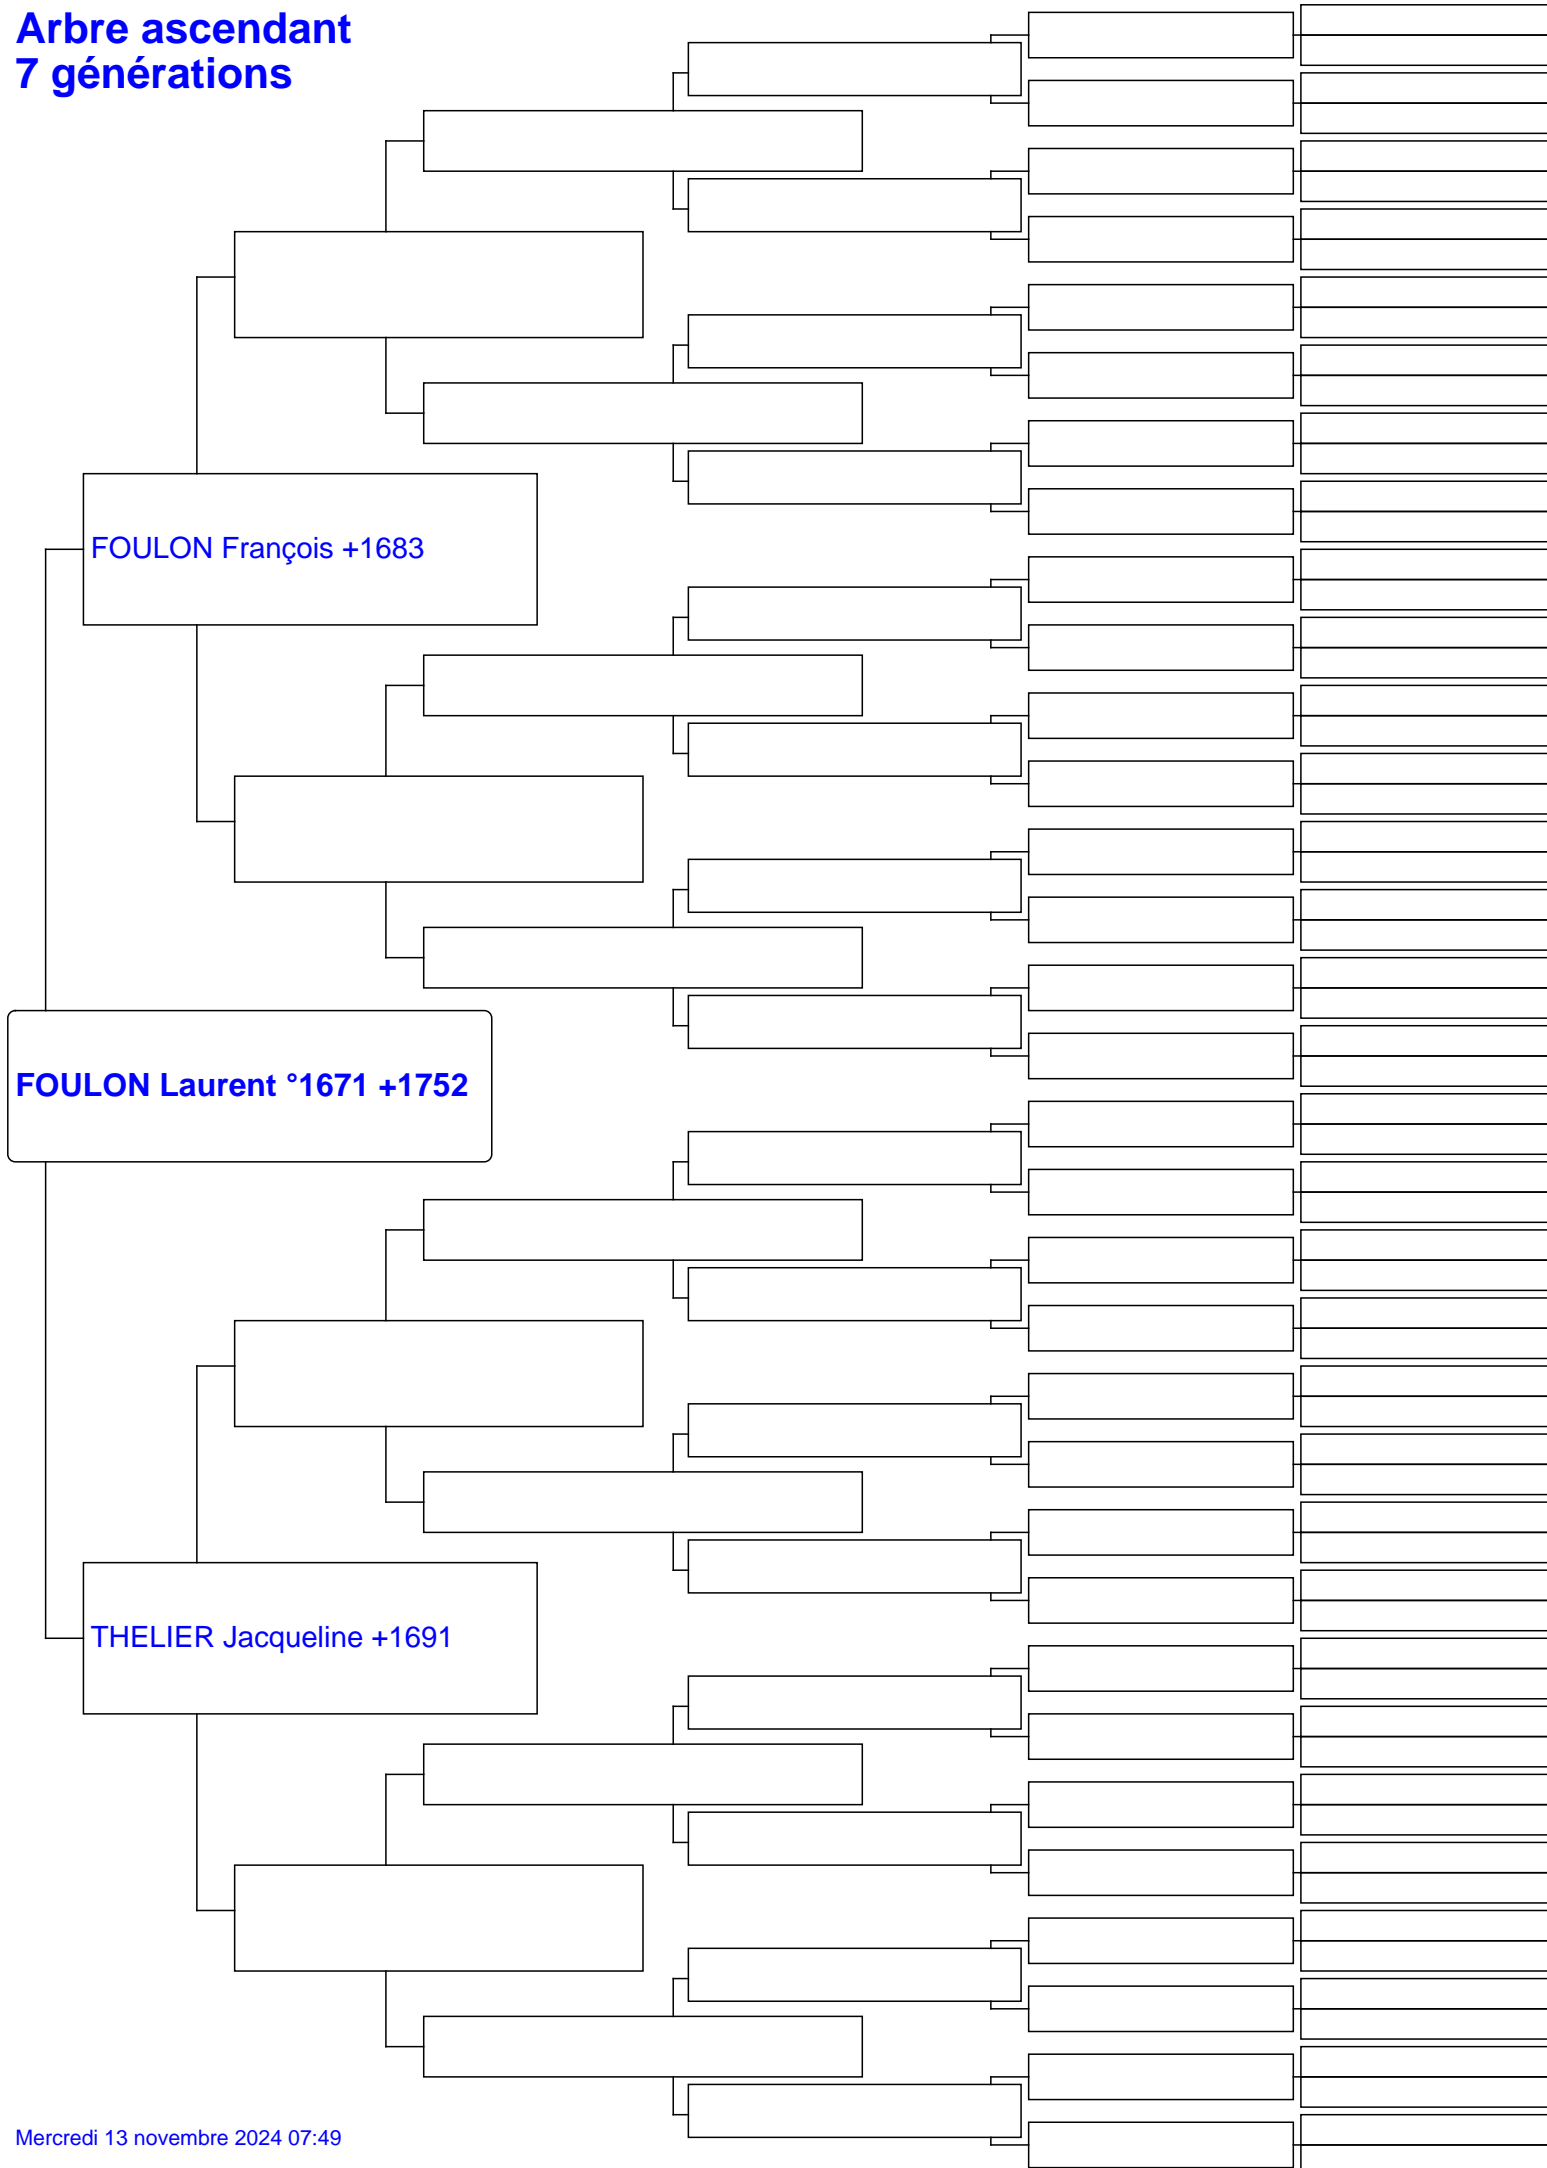 Arbre ascendant
7 générations
FOULON François +1683
FOULON Laurent °1671 +1752
THELIER Jacqueline +1691
Mercredi 13 novembre 2024 07:49